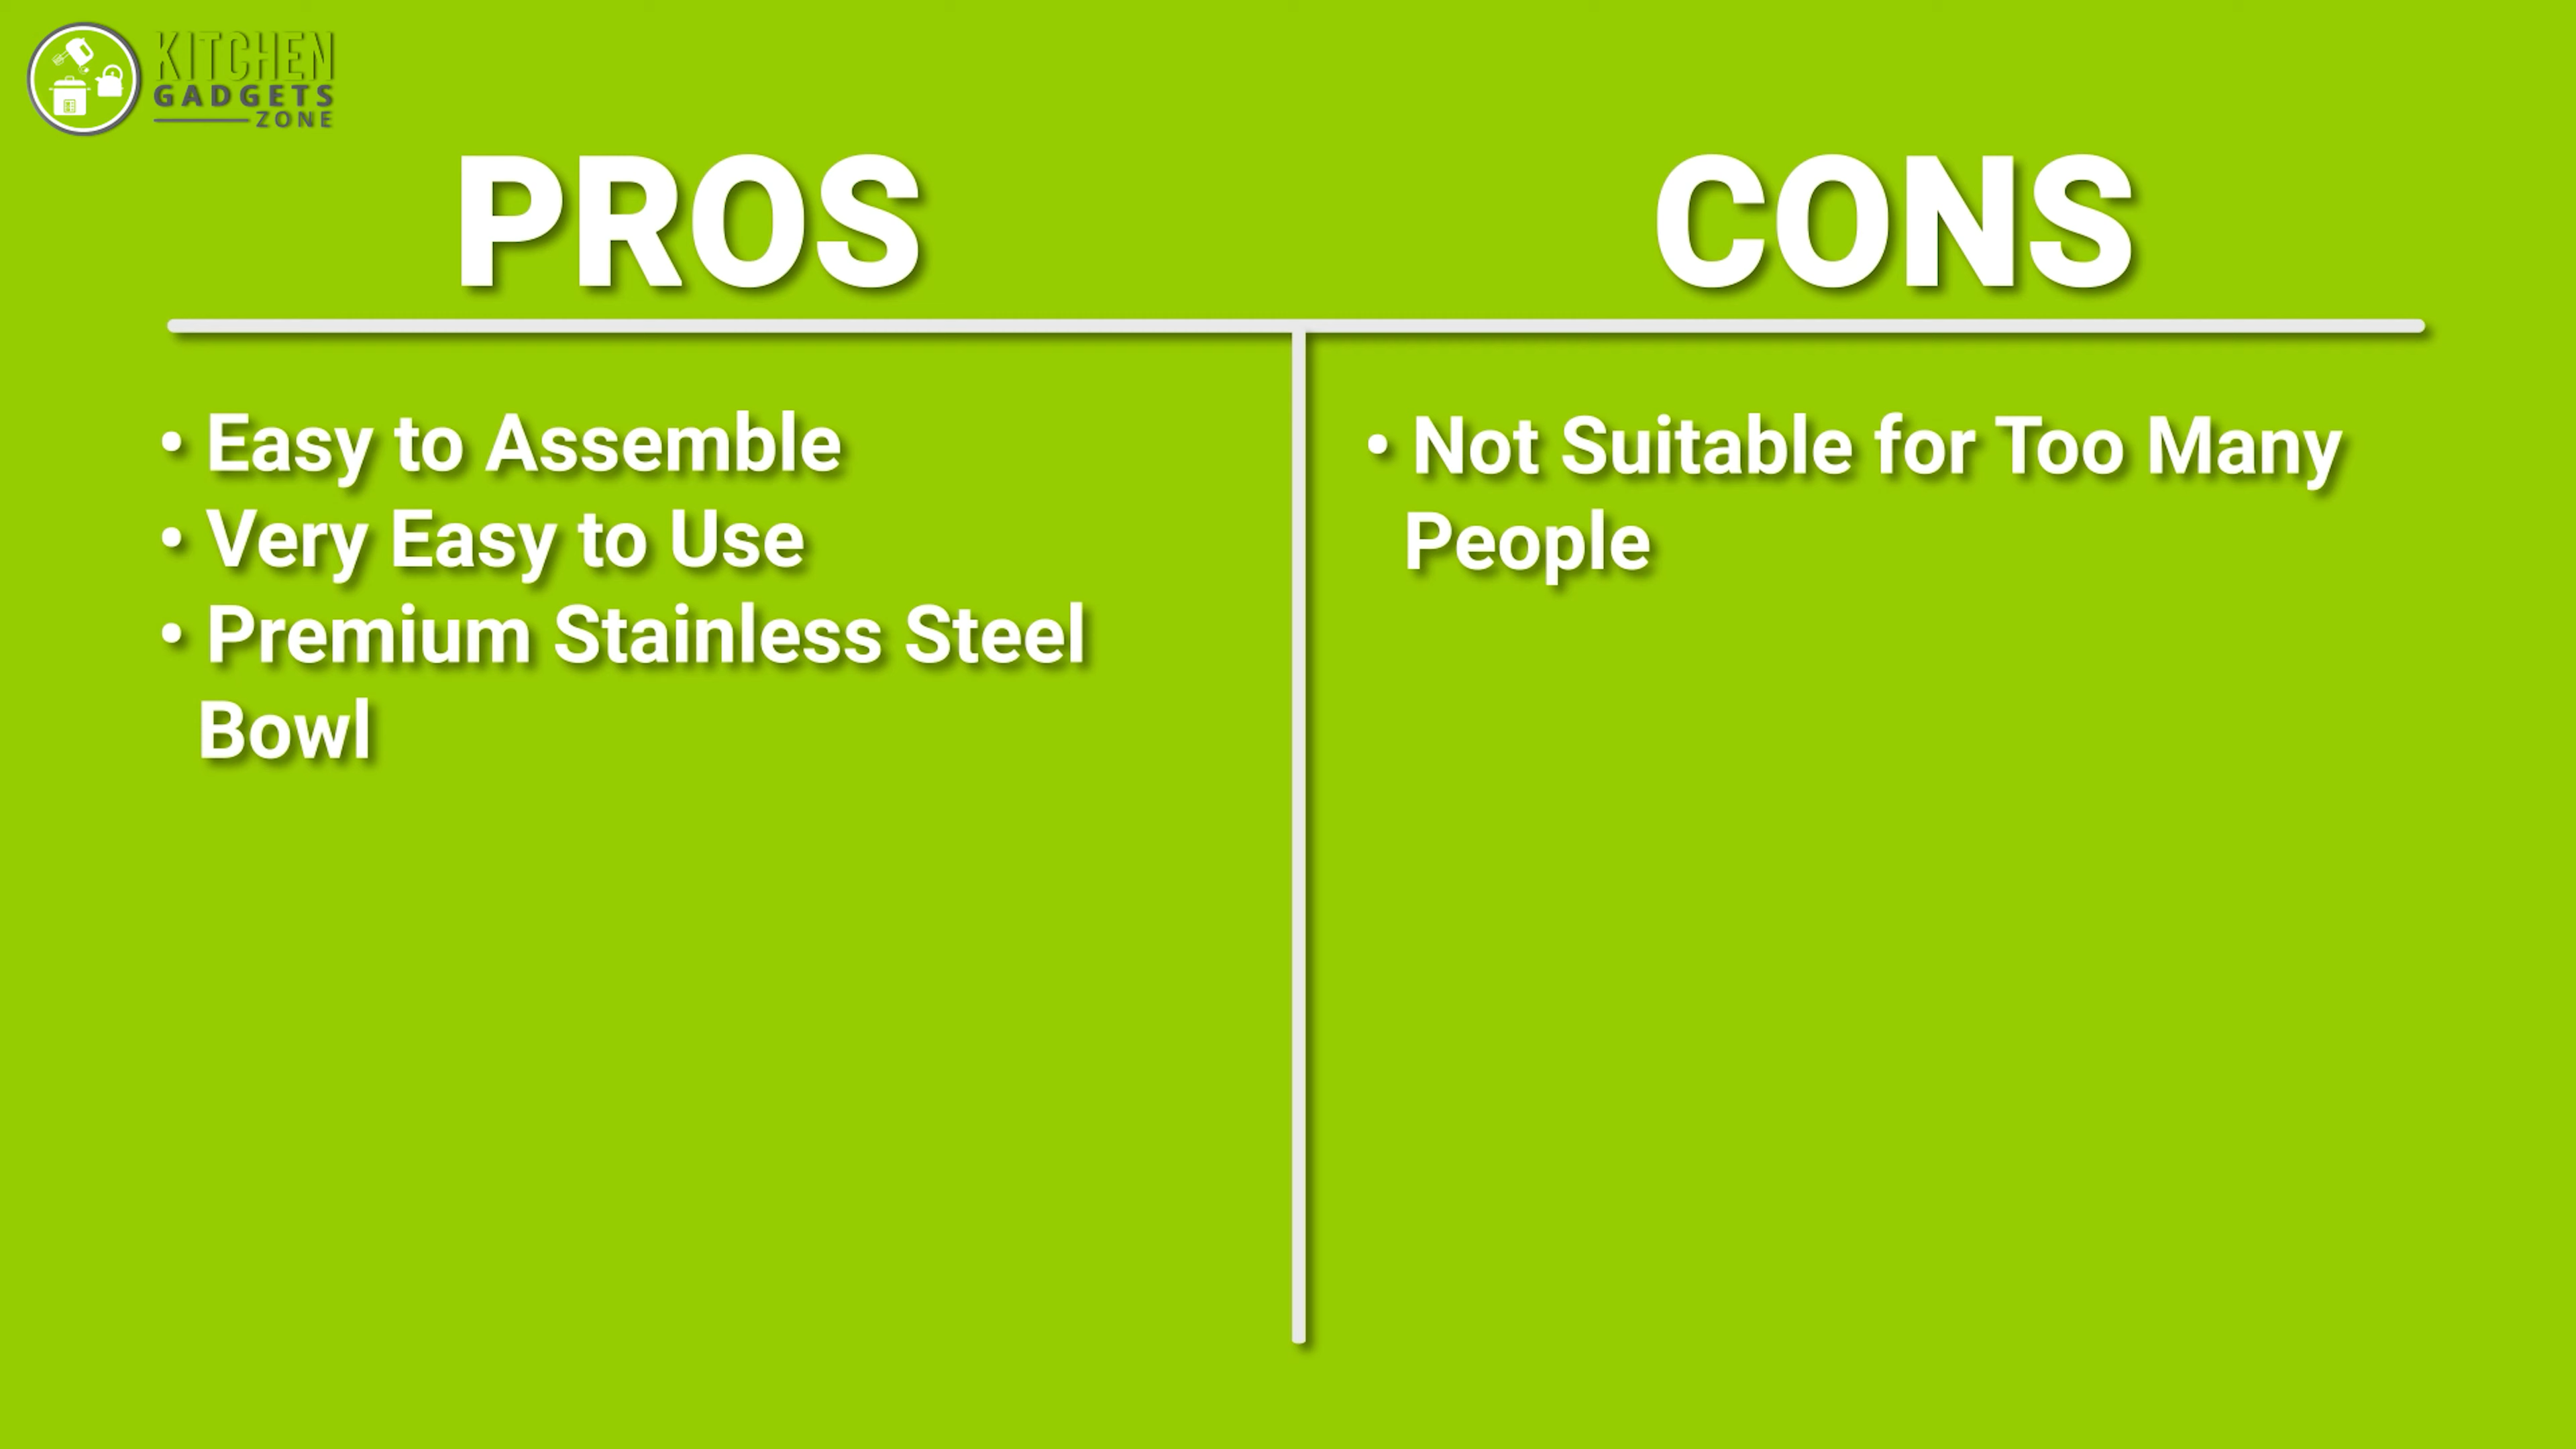 KITCHEN
GADGETS
ZONE
PROS
CONS
• Easy to Assemble
• Very Easy to Use
• Premium Stainless Steel
Bowl
• Not Suitable for Too Many
People